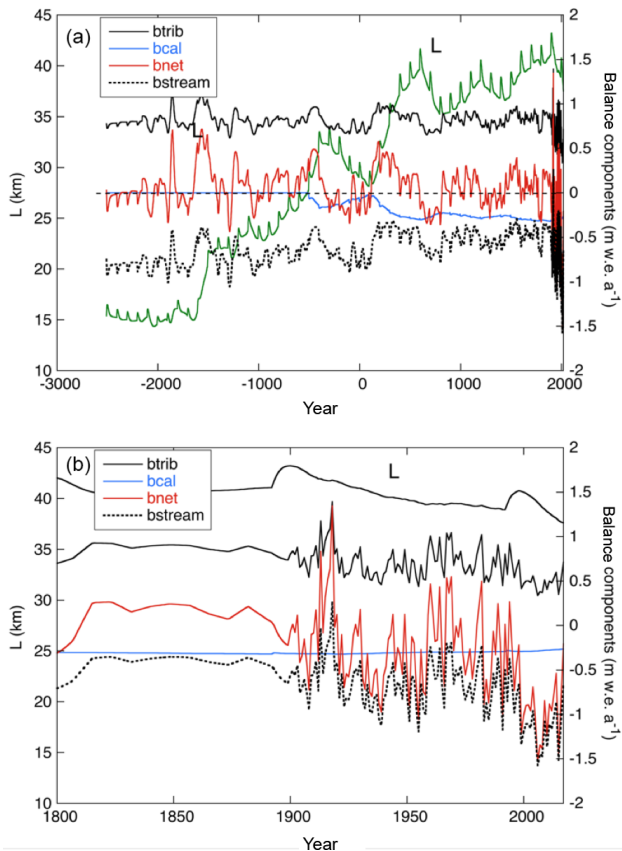 (a)
btrib
bcal
bnet
bstream
L
L
45
40
35
30
25
20
15
10
L (km)
2
1.5
1
0.5
0
-0.5
-1
-1.5
-2
Balance components (m w.e. a-1)
-3000 -2000 -1000 0 1000 2000
Year
(b)
btrib
bcal
bnet
bstream
L
45
40
35
30
25
20
15
10
L (km)
2
1.5
1
0.5
0
-0.5
-1
-1.5
-2
Balance components (m w.e. a-1)
1800 1850 1900 1950 2000
Year